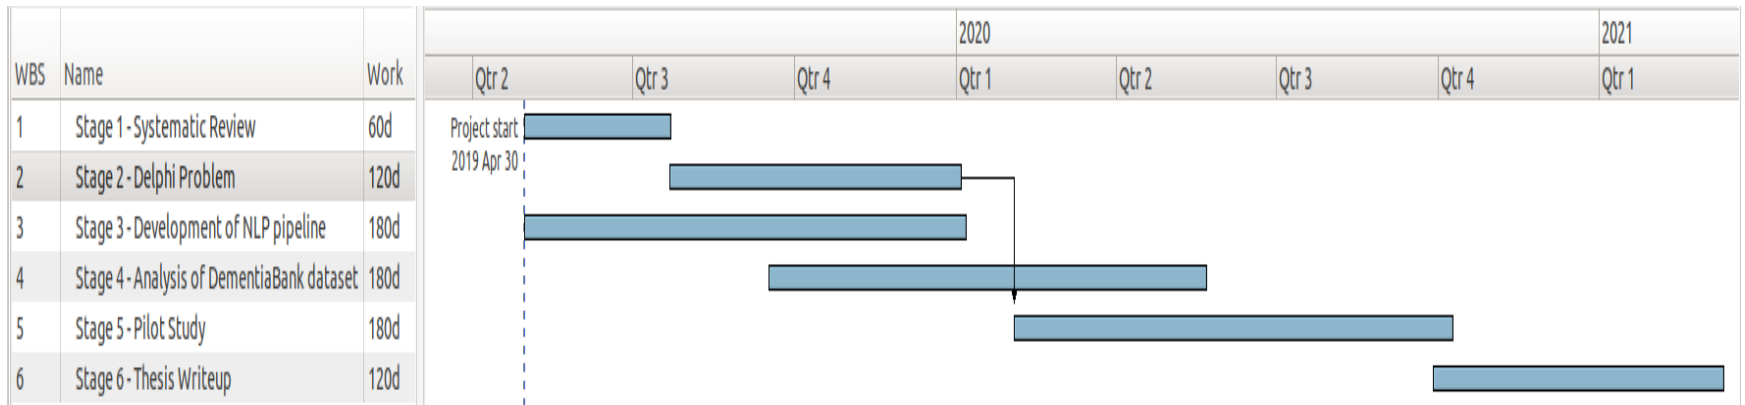 2020 2021
WBS Name Work Qtr 2 Qtr 3 Qtr 4 Qtr 1 Qtr 2 Qtr 3 Qtr 4 Qtr 1
1 Stage 1 - Systematic Review 60d Project start
2019 Apr 30
2 Stage 2 - Delphi Problem 120d
3 Stage 3 - Development of NLP pipeline 180d
4 Stage 4 - Analysis of DementiaBank dataset 180d
5 Stage 5 - Pilot Study 180d
6 Stage 6 - Thesis Writeup 120d